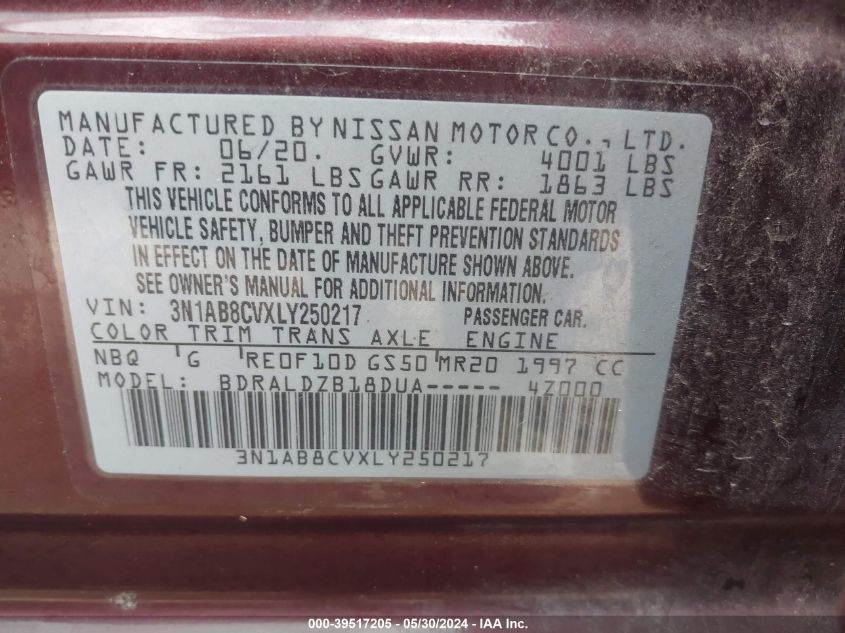 MANUFACTURED BY NISSAN MOTOR CO., LTD.
DATE: 06/20. GVWR: 4001 LBS
GAWR FR: 2161 LBS GAWR RR: 1863 LBS
THIS VEHICLE CONFORMS TO ALL APPLICABLE FEDERAL MOTOR
VEHICLE SAFETY, BUMPER AND THEFT PREVENTION STANDARDS
IN EFFECT ON THE DATE OF MANUFACTURE SHOWN ABOVE.
SEE OWNER'S MANUAL FOR ADDITIONAL INFORMATION.
VIN: 3N1AB8CVXLY250217 PASSENGER CAR.
COLOR TRIM TRANS AXLE ENGINE
NBQ G RE0F10D GS50 MR20 1997 CC
MODEL: BDRALDZB18DUA----- 4Z000
3N1AB8CVXLY250217
000-39517205 - 05/30/2024 - IAA, Inc.